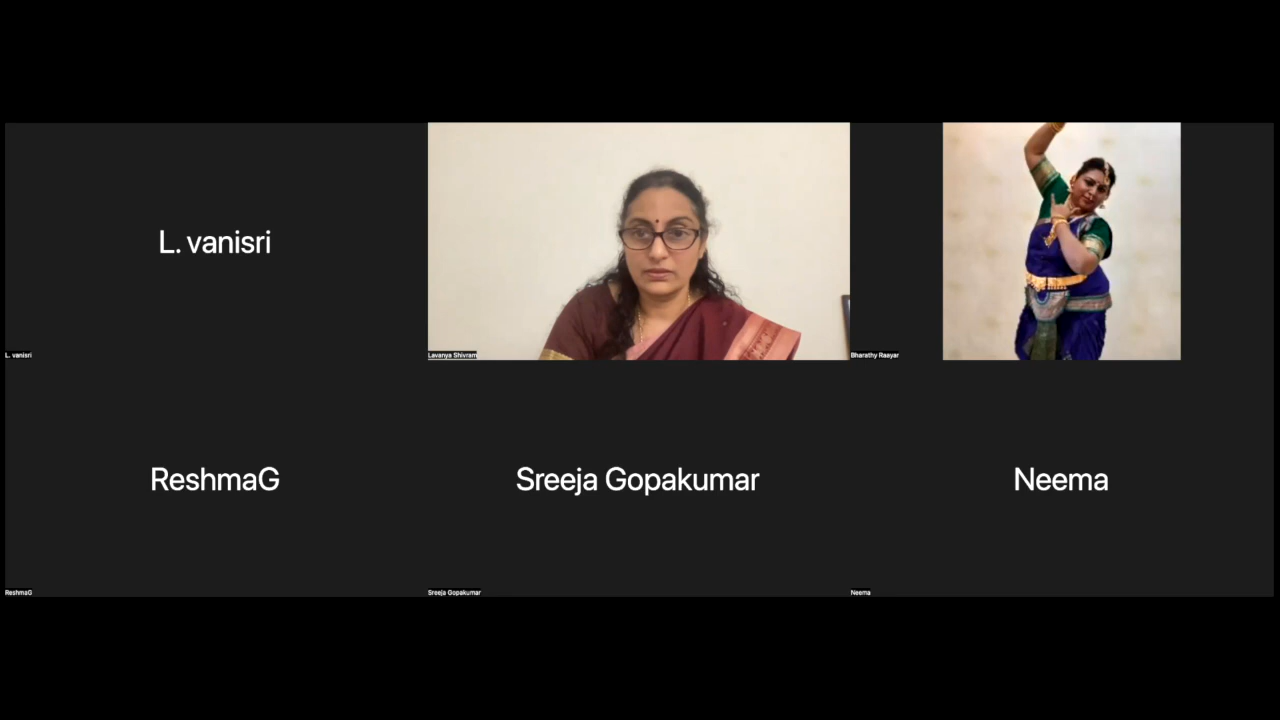 L. vanisri
L. vanisri
Lavanya Shivram
Bharathy Raayar
ReshmaG
Sreeja Gopakumar
Neema
ReshmaG
Sreeja Gopakumar
Neema